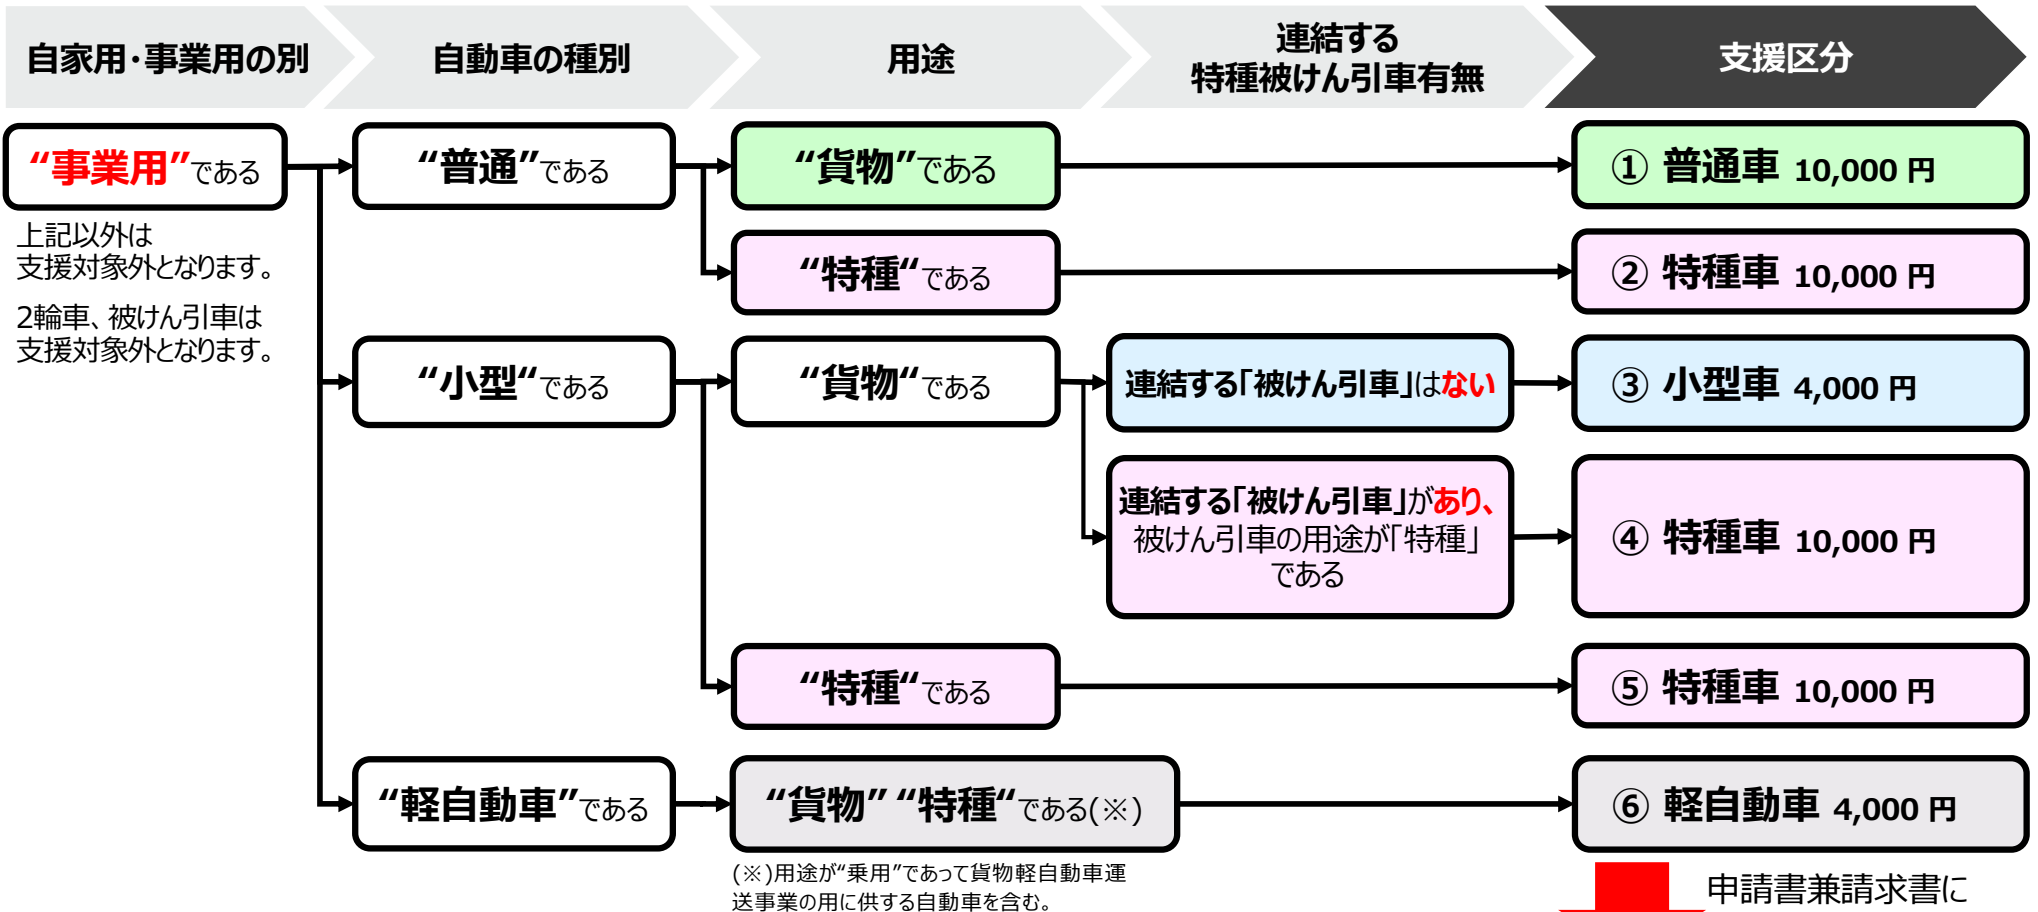 自家用・事業用の別
自動車の種別
用途
連結する
特種被けん引車有無
支援区分
“事業用”である
上記以外は
支援対象外となります。
2輪車、被けん引車は
支援対象外となります。
“普通”である
“貨物”である
① 普通車 10,000 円
“特種“である
② 特種車 10,000 円
“小型“である
“貨物“である
連結する「被けん引車」はない
③ 小型車 4,000 円
連結する「被けん引車」があり、
被けん引車の用途が「特種」
である
④ 特種車 10,000 円
“特種“である
⑤ 特種車 10,000 円
“軽自動車”である
“貨物” “特種“である(※)
⑥ 軽自動車 4,000 円
(※)用途が“乗用”であって貨物軽自動車運
送事業の用に供する自動車を含む。
申請書兼請求書に